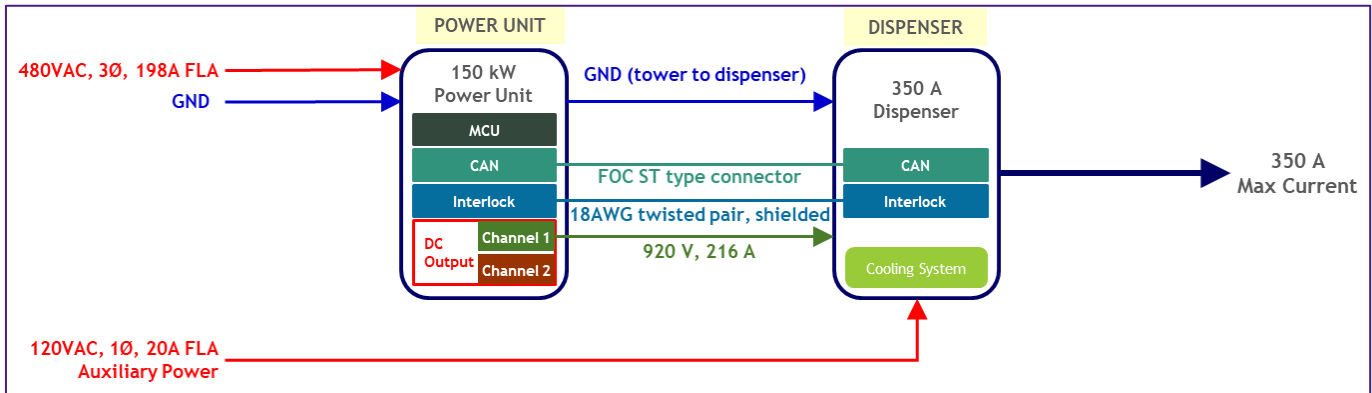 POWER UNIT
DISPENSER
480VAC, 3Ø, 198A FLA
GND
150 kW
Power Unit
MCU
CAN
Interlock
DC
Output
Channel 1
Channel 2
GND (tower to dispenser)
FOC ST type connector
18AWG twisted pair, shielded
920 V, 216 A
350 A
Dispenser
CAN
Interlock
Cooling System
350 A
Max Current
120VAC, 1Ø, 20A FLA
Auxiliary Power